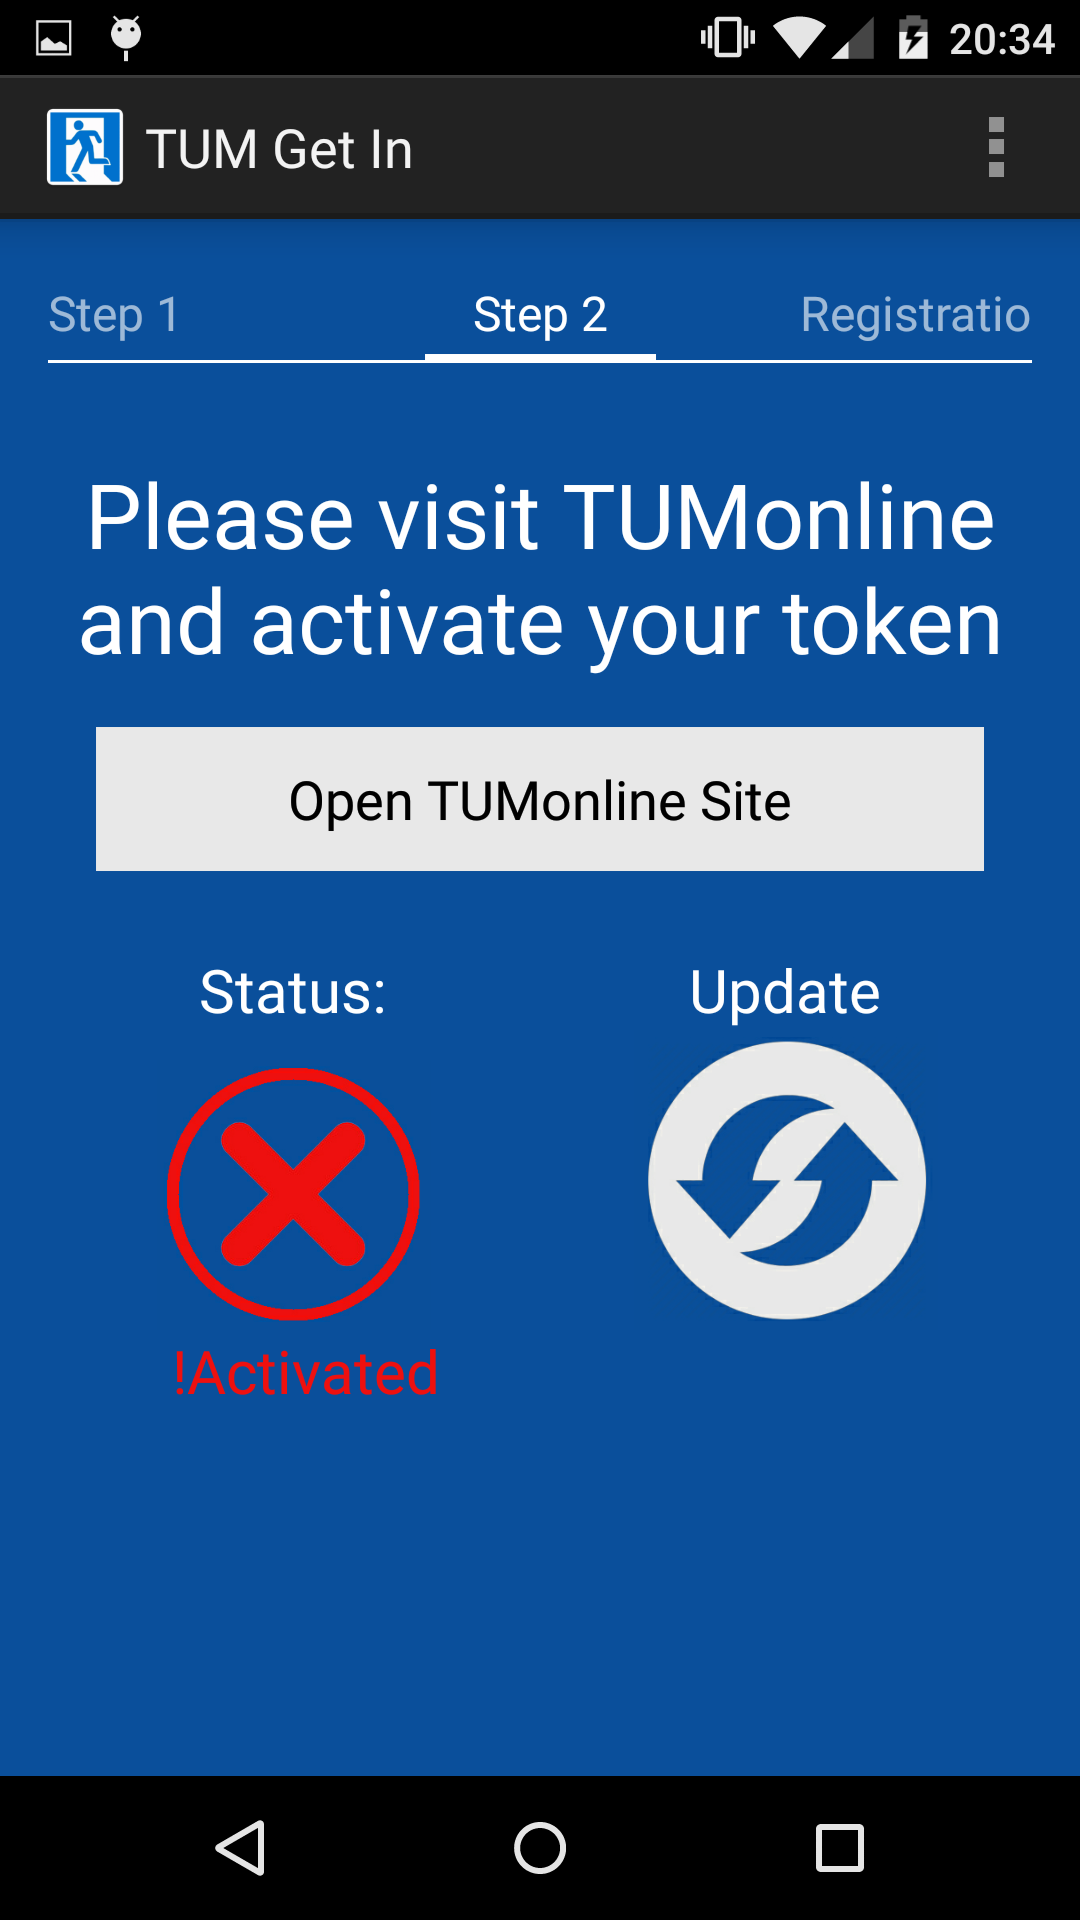 20:34
TUM Get In
Step 1 Step 2 Registratio
Please visit TUMonline
and activate your token
Open TUMonline Site
Status: Update
!Activated